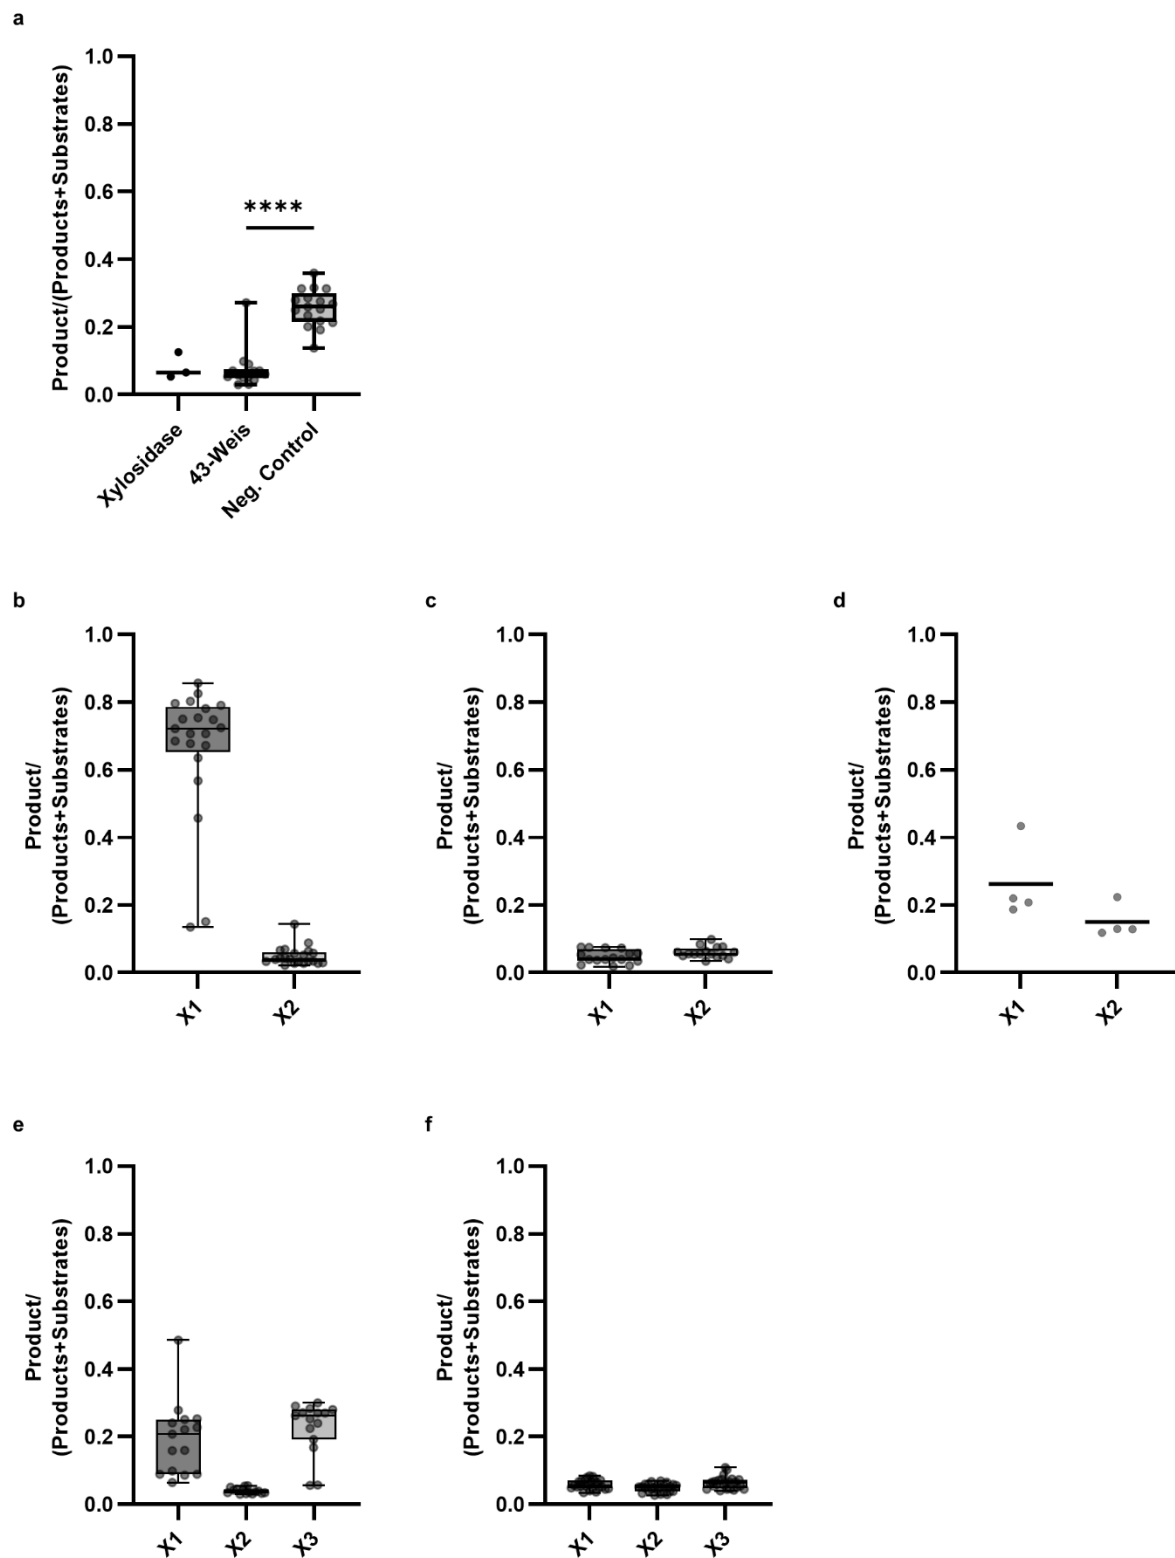 a
Product/(Products+Substrates)
1.0
0.8
0.6
0.4
0.2
0.0
****
Xylosidase
43-Weis
Neg. Control
b
Product/
(Products+Substrates)
1.0
0.8
0.6
0.4
0.2
0.0
X1
X2
c
Product/
(Products+Substrates)
1.0
0.8
0.6
0.4
0.2
0.0
X1
X2
d
Product/
(Products+Substrates)
1.0
0.8
0.6
0.4
0.2
0.0
X1
X2
e
Product/
(Products+Substrates)
1.0
0.8
0.6
0.4
0.2
0.0
X1
X2
X3
f
Product/
(Products+Substrates)
1.0
0.8
0.6
0.4
0.2
0.0
X1
X2
X3